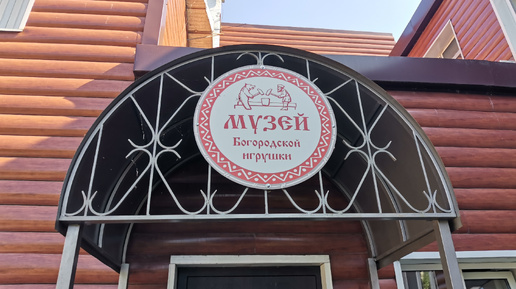 Музей
Богородской
игрушки